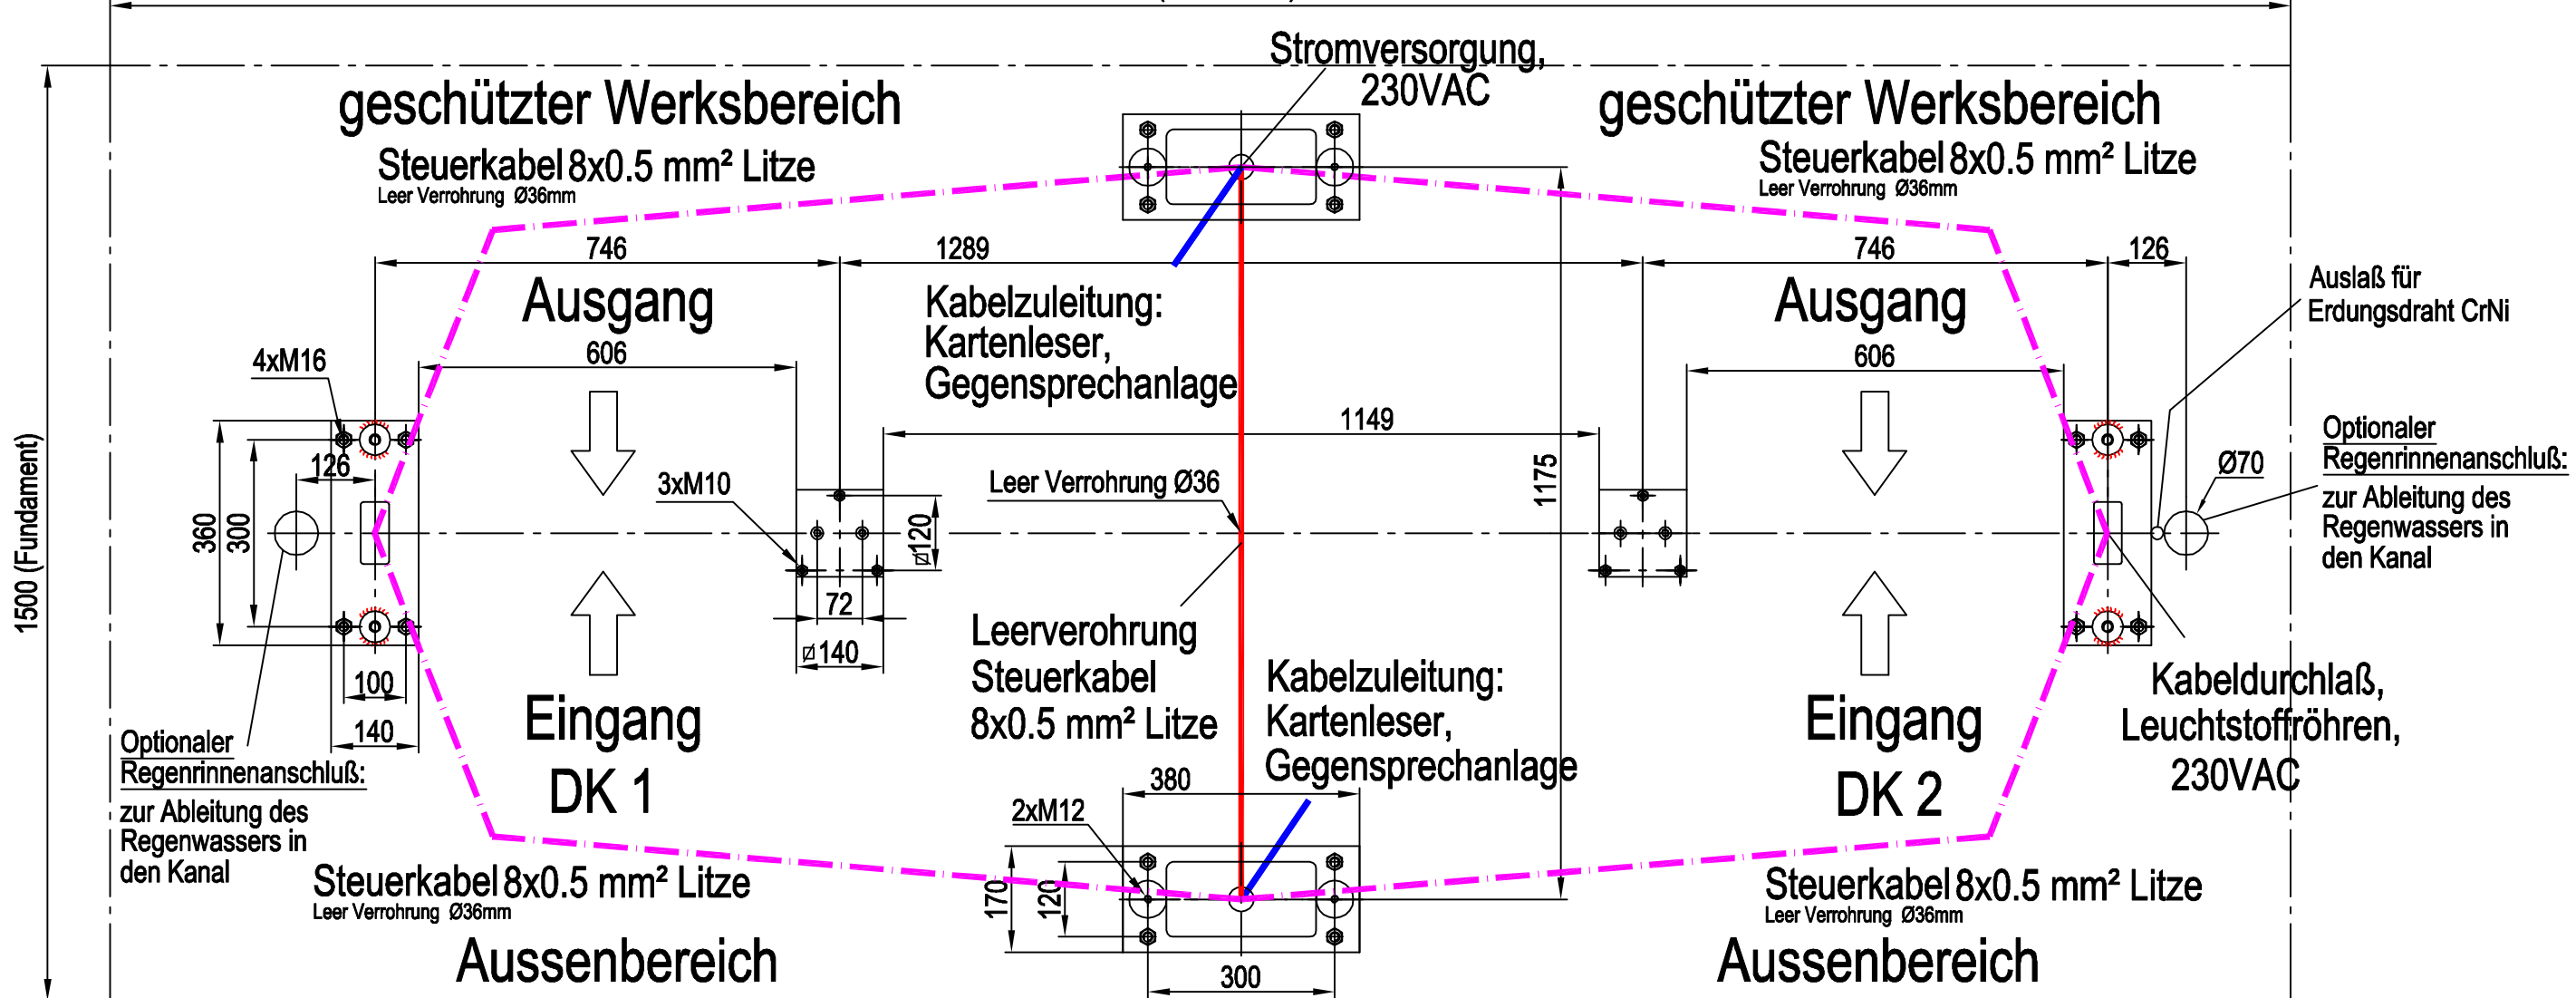 Stromversorgung,
230VAC
geschützter Werksbereich
geschützter Werksbereich
Steuerkabel 8x0.5 mm² Litze
Leer Verrohrung Ø36mm
Steuerkabel 8x0.5 mm² Litze
Leer Verrohrung Ø36mm
746
1289
746
126
Ausgang
Ausgang
Kabelzuleitung:
Kartenleser,
Gegensprechanlage
Auslaß für
Erdungsdraht CrNi
4xM16
606
606
1149
1175
1500 (Fundament)
360
300
126
3xM10
Leer Verrohrung Ø36
120
72
140
100
140
Ø70
Optionaler
Regenrinnenanschluß:
zur Ableitung des
Regenwassers in
den Kanal
Leerverohrung
Steuerkabel
8x0.5 mm² Litze
Kabelzuleitung:
Kartenleser,
Gegensprechanlage
Eingang
DK 1
Eingang
DK 2
Kabeldurchlaß,
Leuchtstoffröhren,
230VAC
Optionaler
Regenrinnenanschluß:
zur Ableitung des
Regenwassers in
den Kanal
380
2xM12
170
120
300
Steuerkabel 8x0.5 mm² Litze
Leer Verrohrung Ø36mm
Steuerkabel 8x0.5 mm² Litze
Leer Verrohrung Ø36mm
Aussenbereich
Aussenbereich